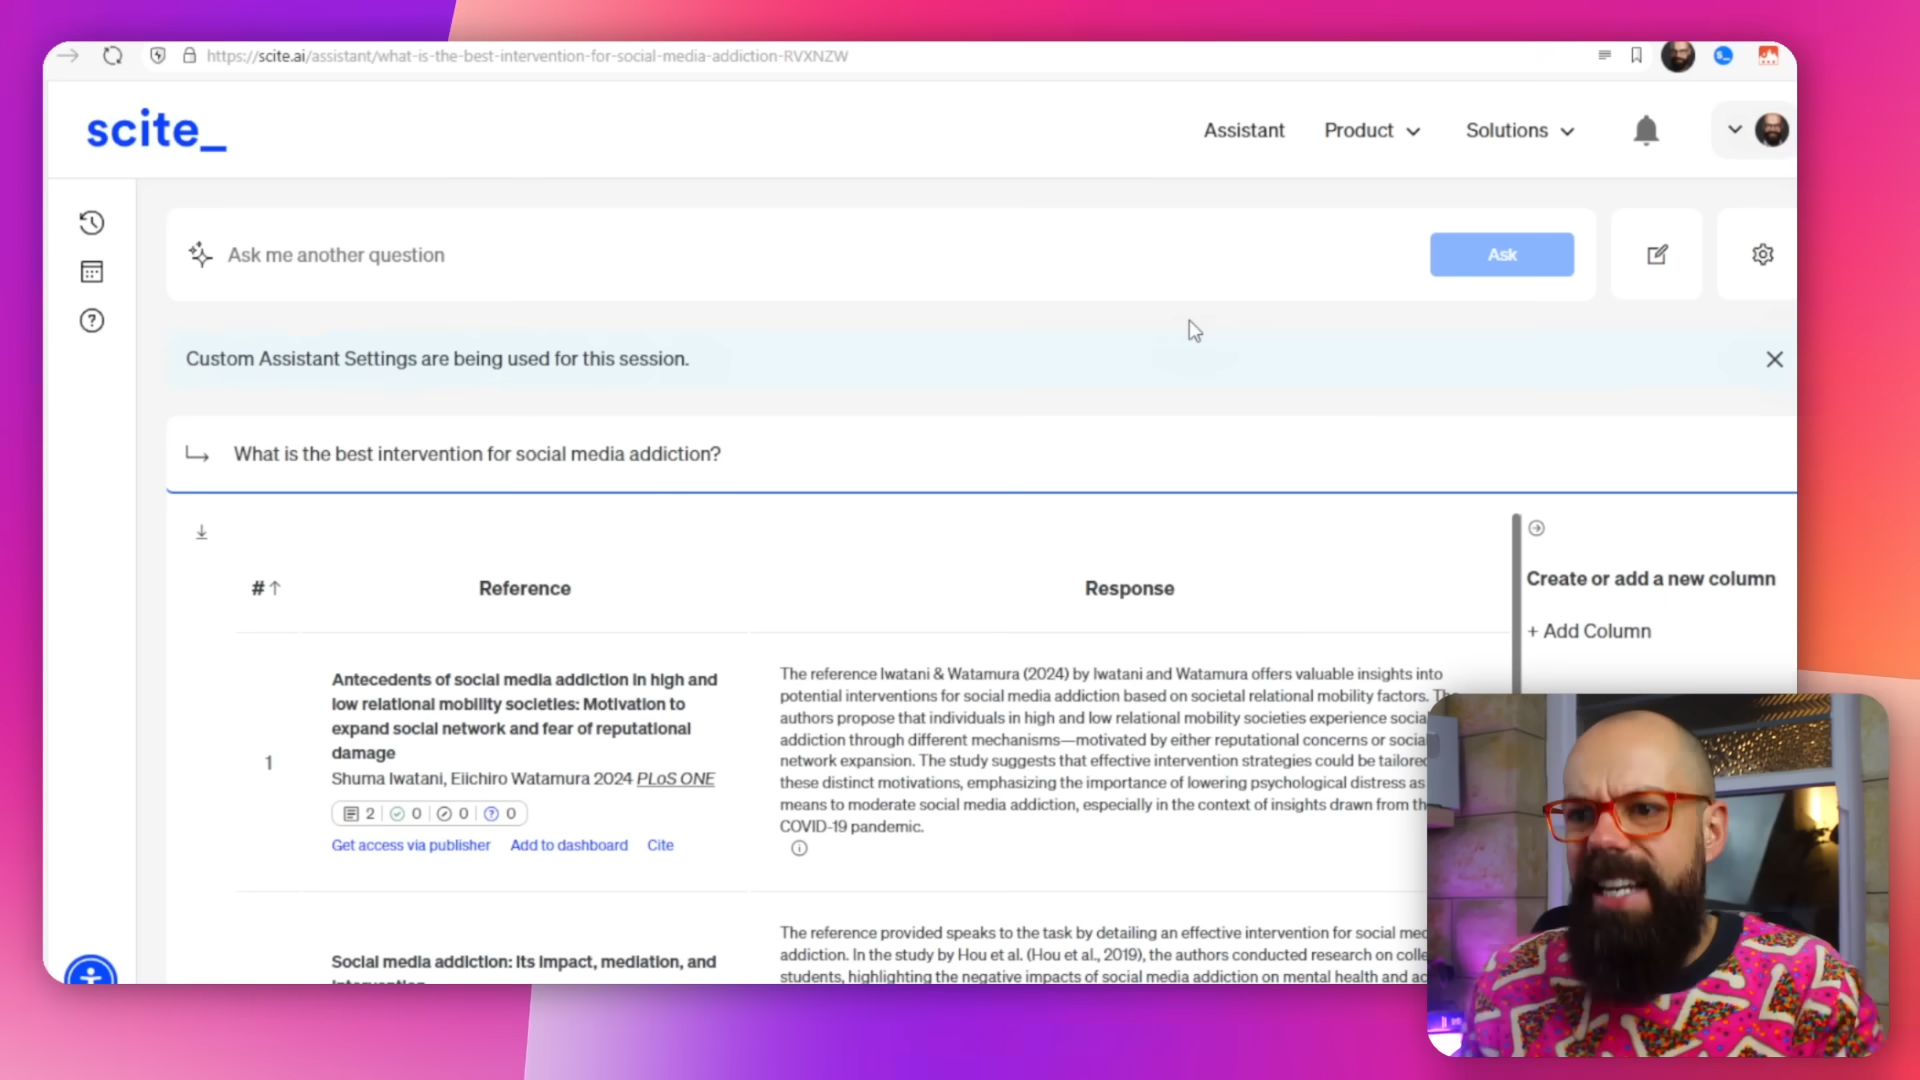 https://scite.ai/assistant/what-is-the-best-intervention-for-social-media-addiction-RVXNZW
scite_
Assistant
Product
Solutions
Ask me another question
Ask
Custom Assistant Settings are being used for this session.
What is the best intervention for social media addiction?
# Reference Response
Create or add a new column
+ Add Column
1
Antecedents of social media addiction in high and
low relational mobility societies: Motivation to
expand social network and fear of reputational
damage
Shuma Iwatani, Eiichiro Watamura 2024 PLoS ONE
2 0 0 0
Get access via publisher Add to dashboard Cite
The reference Iwatani & Watamura (2024) by Iwatani and Watamura offers valuable insights into
potential interventions for social media addiction based on societal relational mobility factors.
authors propose that individuals in high and low relational mobility societies experience
addiction through different mechanisms—motivated by either reputational concerns or
network expansion. The study suggests that effective intervention strategies could be
these distinct motivations, emphasizing the importance of lowering psychological distress as
means to moderate social media addiction, especially in the context of insights drawn from
COVID-19 pandemic.
Social media addiction: Its impact, mediation, and
The reference provided speaks to the task by detailing an effective intervention for social
addiction. In the study by Hou et al. (Hou et al., 2019), the authors conducted research on
students, highlighting the negative impacts of social media addiction on mental health and